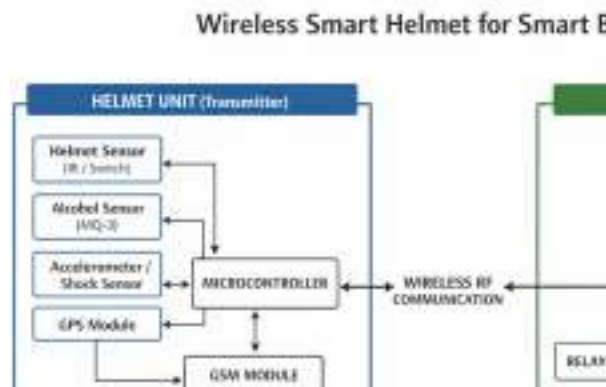 Wireless Smart Helmet for Smart B
HELMET UNIT (Transmitter)
Helmet Sensor
(IR / Switch)
Alcohol Sensor
(MQ-3)
Accelerometer /
Shock Sensor
GPS Module
MICROCONTROLLER
GSM MODULE
WIRELESS RF
COMMUNICATION
RELAY